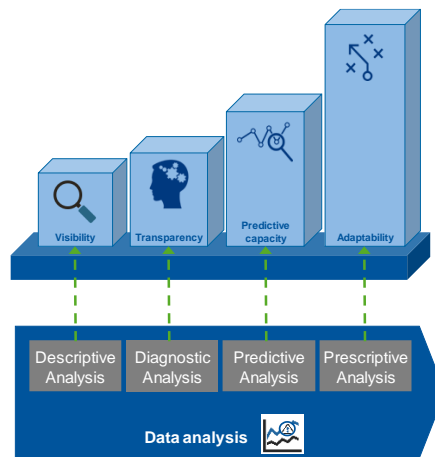 Visibility
Transparency
Predictive
capacity
Adaptability
Descriptive
Analysis
Diagnostic
Analysis
Predictive
Analysis
Prescriptive
Analysis
Data analysis